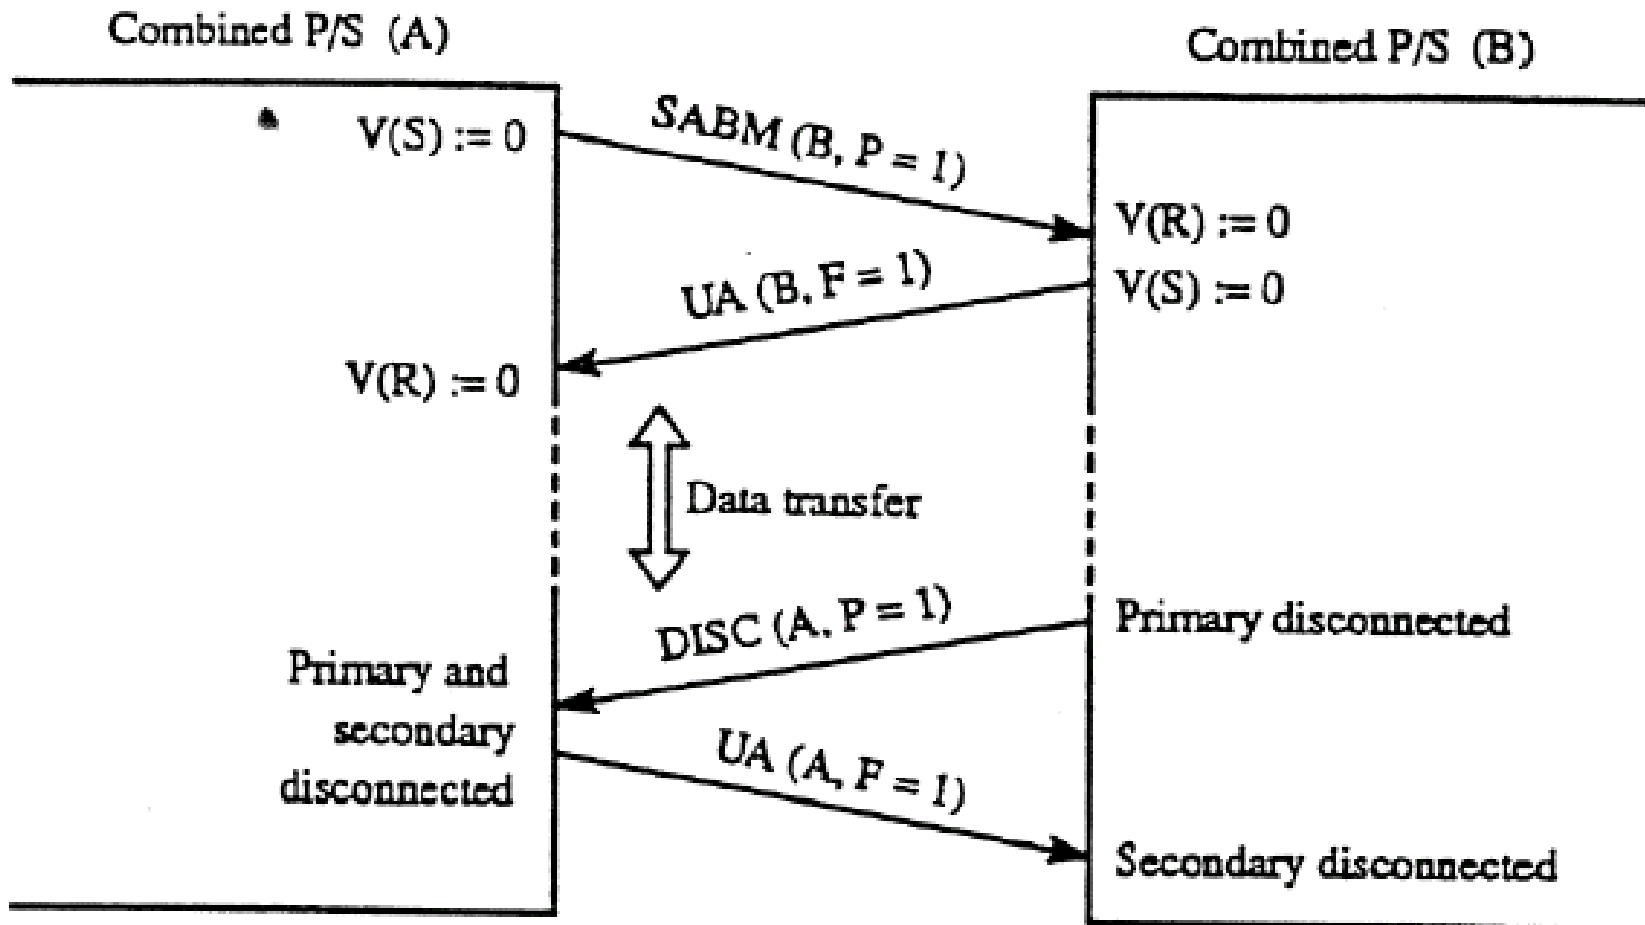 Combined P/S (A)
Combined P/S (B)
V(S) := 0
SABM (B, P = 1)
V(R) := 0
UA (B, F = 1)
V(S) := 0
V(R) := 0
Data transfer
DISC (A, P = 1)
Primary disconnected
Primary and
secondary
disconnected
UA (A, F = 1)
Secondary disconnected